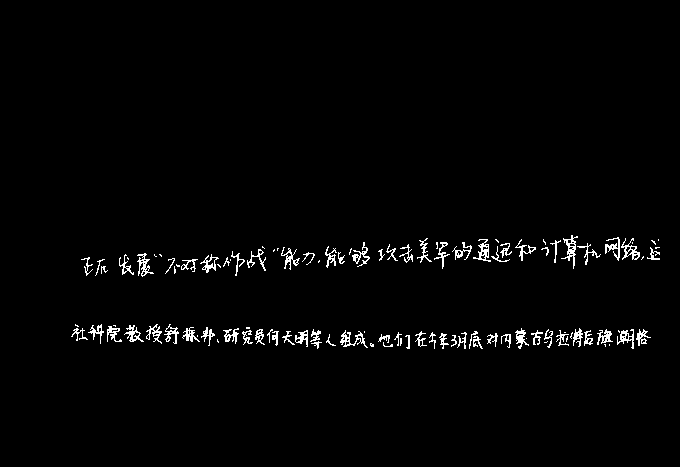 正在发展"不对称作战"能力,能够攻击美军的通迅和计算机网络,这
社科院教授舒振邦、研究员何天明等人组成。他们在今年3月底对内蒙古乌拉特后旗潮格